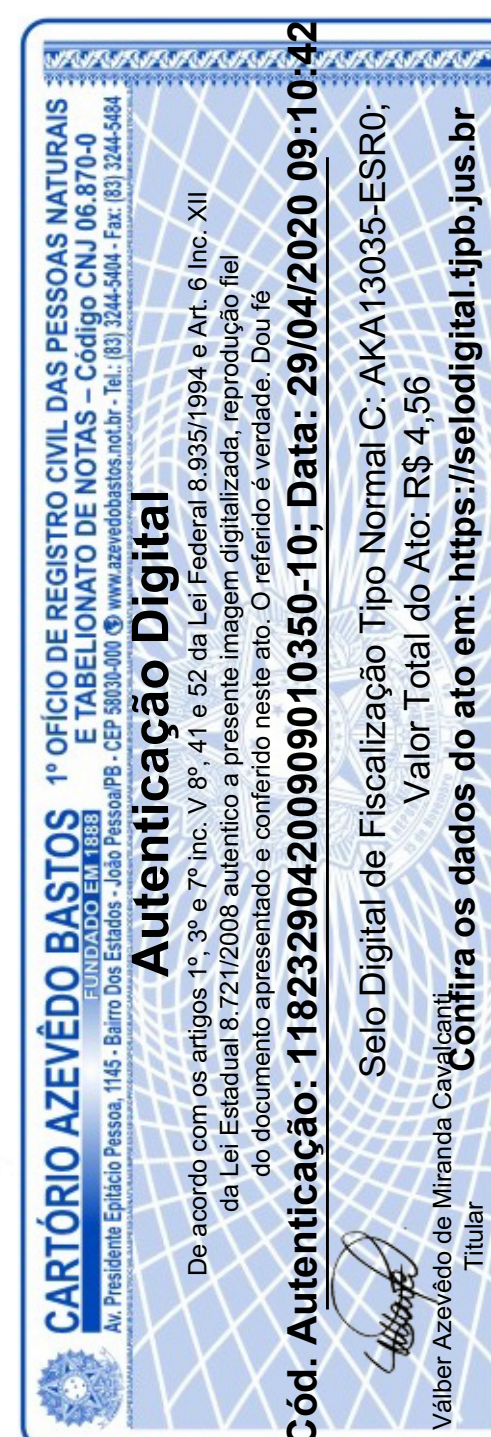 CARTÓRIO AZEVÊDO BASTOS
FUNDADO EM 1888
1º OFÍCIO DE REGISTRO CIVIL DAS PESSOAS NATURAIS
E TABELIONATO DE NOTAS – Código CNJ 06.870-0
Av. Presidente Epitácio Pessoa, 1145 - Bairro Dos Estados - João Pessoa/PB - CEP 58030-000 www.azevedobastos.not.br - Tel.: (83) 3244-5404 - Fax: (83) 3244-5484
Autenticação Digital
De acordo com os artigos 1º, 3º e 7º inc. V 8º, 41 e 52 da Lei Federal 8.935/1994 e Art. 6 Inc. XII
da Lei Estadual 8.721/2008 autentico a presente imagem digitalizada, reprodução fiel
do documento apresentado e conferido neste ato. O referido é verdade. Dou fé
Cód. Autenticação: 118232904200909010350-10; Data: 29/04/2020 09:10:42
Selo Digital de Fiscalização Tipo Normal C: AKA13035-ESR0;
Valor Total do Ato: R$ 4,56
Válber Azevêdo de Miranda Cavalcanti
Titular
Confira os dados do ato em: https://selodigital.tjpb.jus.br